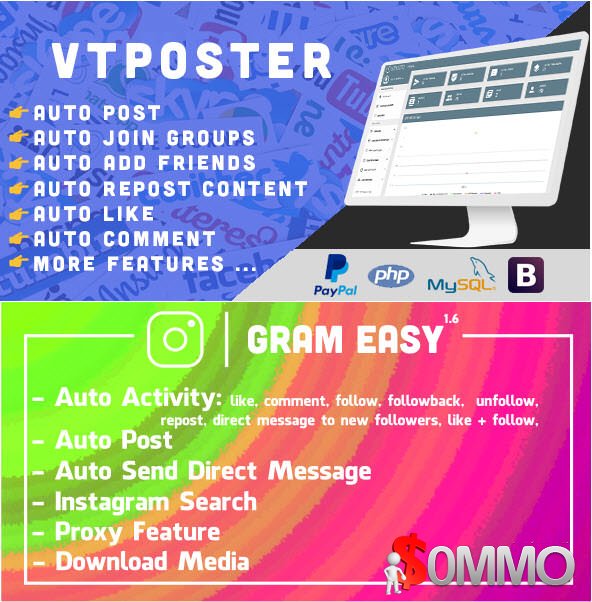 VTPOSTER
AUTO POST
AUTO JOIN GROUPS
AUTO ADD FRIENDS
AUTO REPOST CONTENT
AUTO LIKE
AUTO COMMENT
MORE FEATURES ...
PayPal
php
MySQL
B
GRAM EASY 1.6
- Auto Activity: like, comment, follow, followback, unfollow,
repost, direct message to new followers, like + follow,
- Auto Post
- Auto Send Direct Message
- Instagram Search
- Proxy Feature
- Download Media
$OMMO